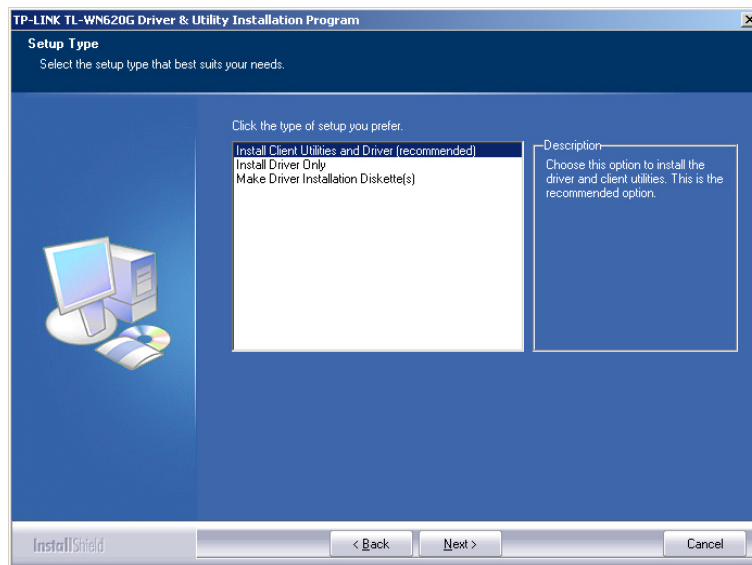 TP-LINK TL-WN620G Driver & Utility Installation Program
Setup Type
Select the setup type that best suits your needs.
Click the type of setup you prefer.
Install Client Utilities and Driver (recommended)
Install Driver Only
Make Driver Installation Diskette(s)
Description
Choose this option to install the
driver and client utilities. This is the
recommended option.
InstallShield
< Back
Next >
Cancel